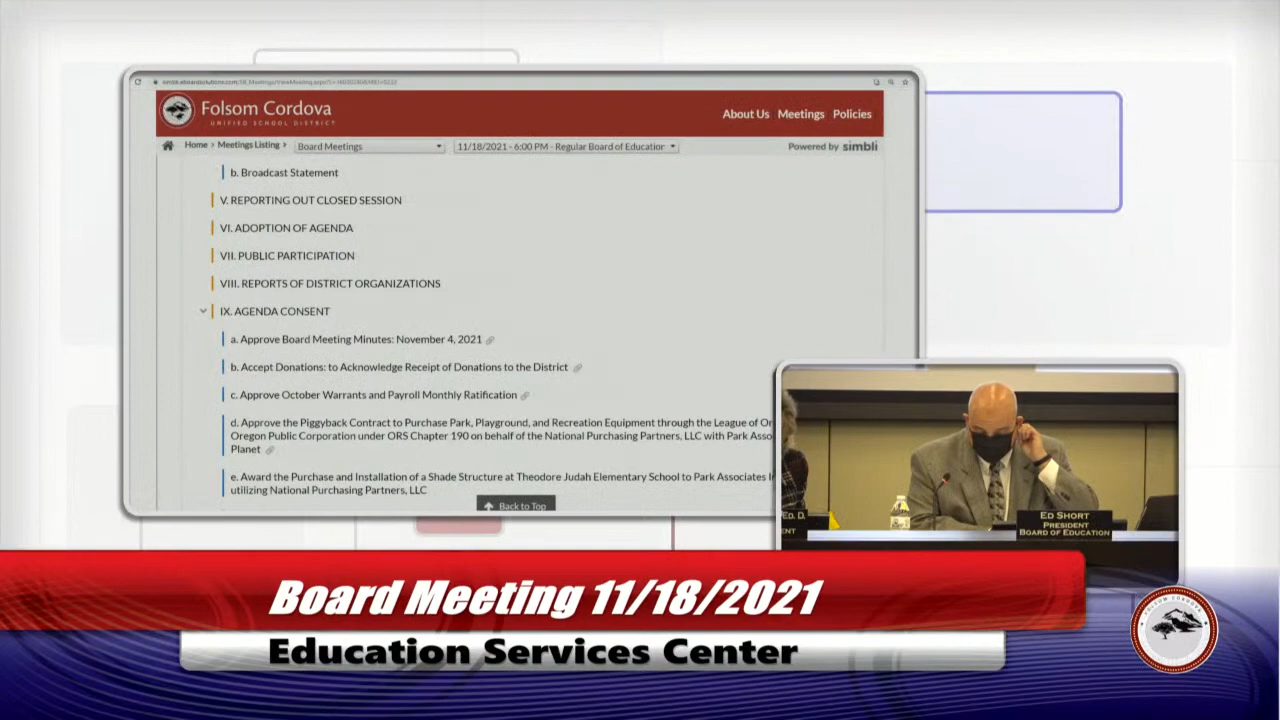 Folsom Cordova
UNIFIED SCHOOL DISTRICT
About Us Meetings Policies
Home > Meetings Listing > Board Meetings 11/18/2021 - 6:00 PM - Regular Board of Education Powered by simbli
b. Broadcast Statement
V. REPORTING OUT CLOSED SESSION
VI. ADOPTION OF AGENDA
VII. PUBLIC PARTICIPATION
VIII. REPORTS OF DISTRICT ORGANIZATIONS
IX. AGENDA CONSENT
a. Approve Board Meeting Minutes: November 4, 2021
b. Accept Donations: to Acknowledge Receipt of Donations to the District
c. Approve October Warrants and Payroll Monthly Ratification
d. Approve the Piggyback Contract to Purchase Park, Playground, and Recreation Equipment through the League of Or
Oregon Public Corporation under ORS Chapter 190 on behalf of the National Purchasing Partners, LLC with Park Asso
Planet
e. Award the Purchase and Installation of a Shade Structure at Theodore Judah Elementary School to Park Associates I
utilizing National Purchasing Partners, LLC
Back to Top
ED. D.
ENT
ED SHORT
PRESIDENT
BOARD OF EDUCATION
Board Meeting 11/18/2021
Education Services Center
FOLSOM CORDOVA